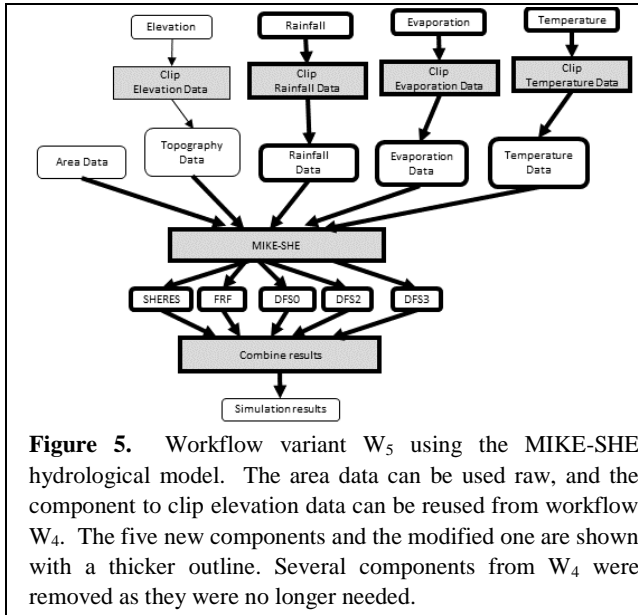 Elevation
Rainfall
Evaporation
Temperature
Clip
Elevation Data
Clip
Rainfall Data
Clip
Evaporation Data
Clip
Temperature Data
Area Data
Topography
Data
Rainfall
Data
Evaporation
Data
Temperature
Data
MIKE-SHE
SHERES
FRF
DFS0
DFS2
DFS3
Combine results
Simulation results
Figure 5. Workflow variant W5 using the MIKE-SHE
hydrological model. The area data can be used raw, and the
component to clip elevation data can be reused from workflow
W4. The five new components and the modified one are shown
with a thicker outline. Several components from W4 were
removed as they were no longer needed.